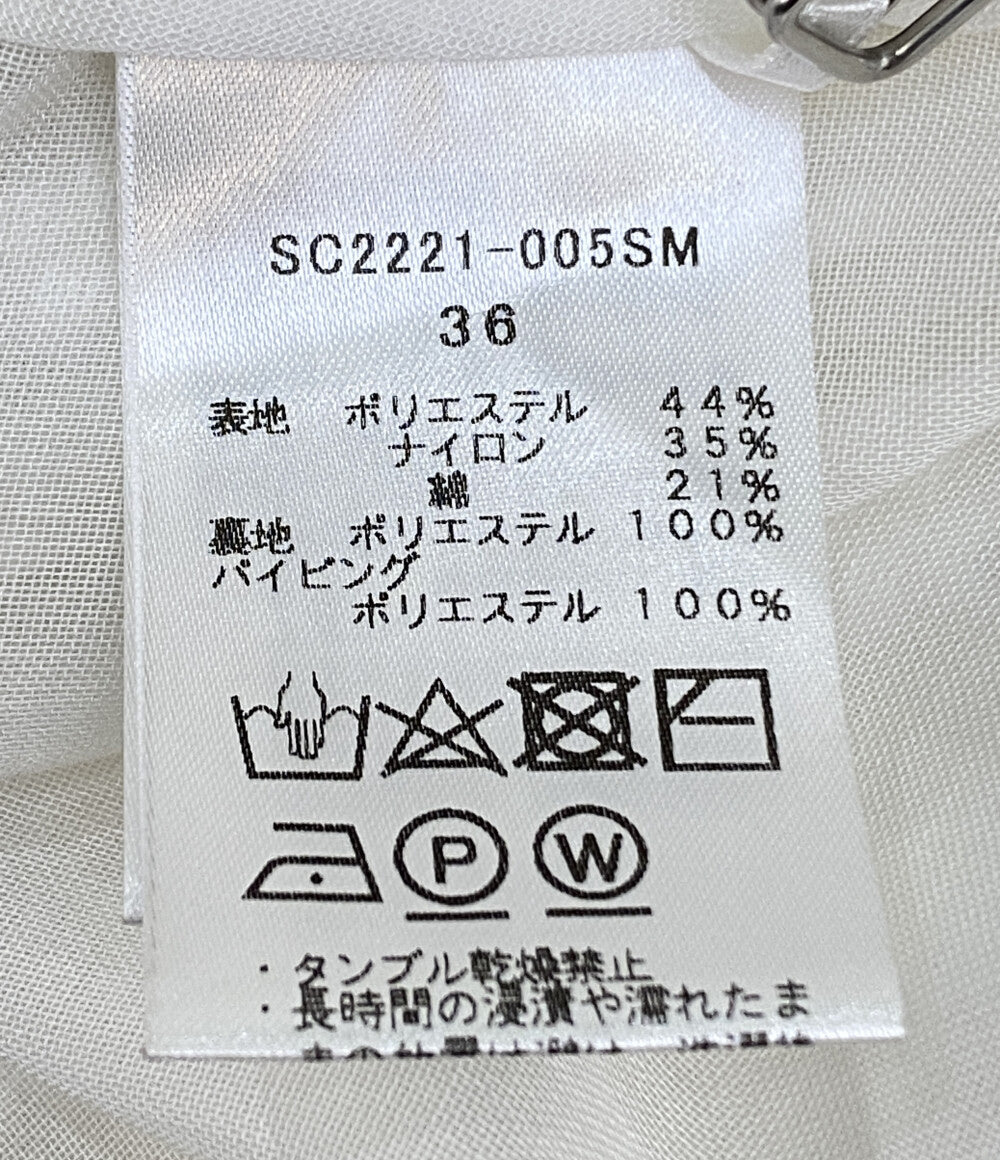 SC2221-005SM
36
表地 ポリエステル 44%
ナイロン 35%
綿 21%
裏地 ポリエステル 100%
パイピング
ポリエステル 100%
P W
・タンブル乾燥禁止
・長時間の浸漬や濡れたま